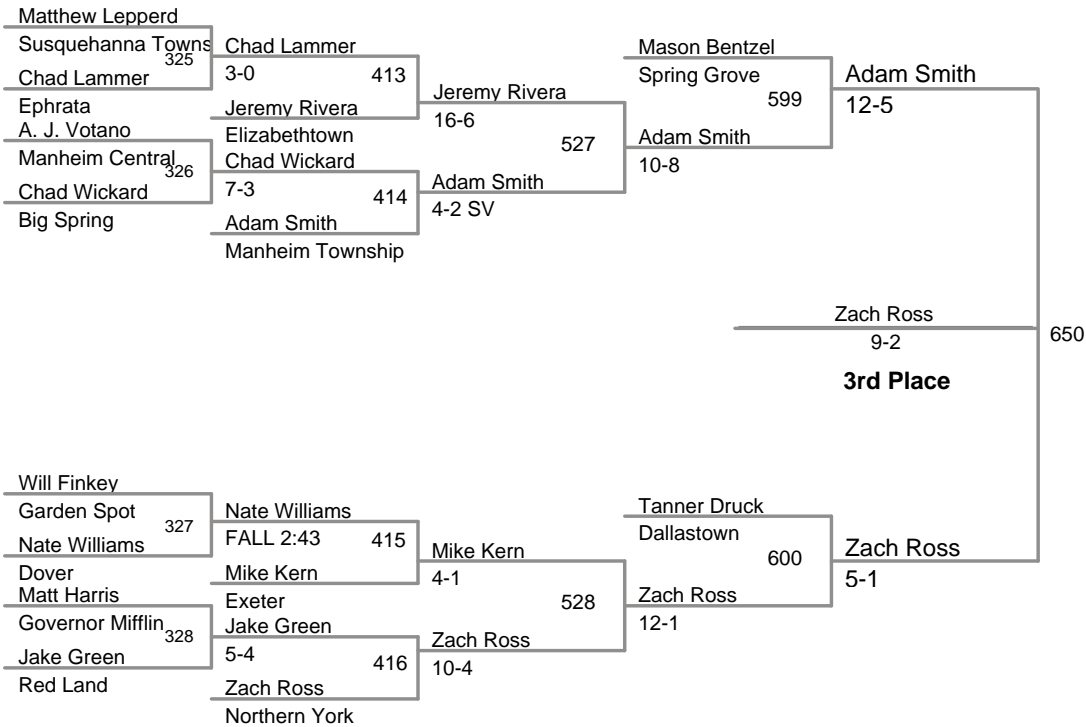 Matthew Lepperd
Susquehanna Towns
325
Chad Lammer
Ephrata
A. J. Votano
Manheim Central
326
Chad Wickard
Big Spring
Chad Lammer
3-0
413
Jeremy Rivera
Elizabethtown
Chad Wickard
7-3
414
Adam Smith
Manheim Township
Jeremy Rivera
16-6
527
Adam Smith
4-2 SV
Mason Bentzel
Spring Grove
599
Adam Smith
10-8
Adam Smith
12-5
Zach Ross
9-2
650
3rd Place
Will Finkey
Garden Spot
327
Nate Williams
Dover
Matt Harris
Governor Mifflin
328
Jake Green
Red Land
Nate Williams
FALL 2:43
415
Mike Kern
Exeter
Jake Green
5-4
416
Zach Ross
Northern York
Mike Kern
4-1
528
Zach Ross
10-4
Tanner Druck
Dallastown
600
Zach Ross
12-1
Zach Ross
5-1